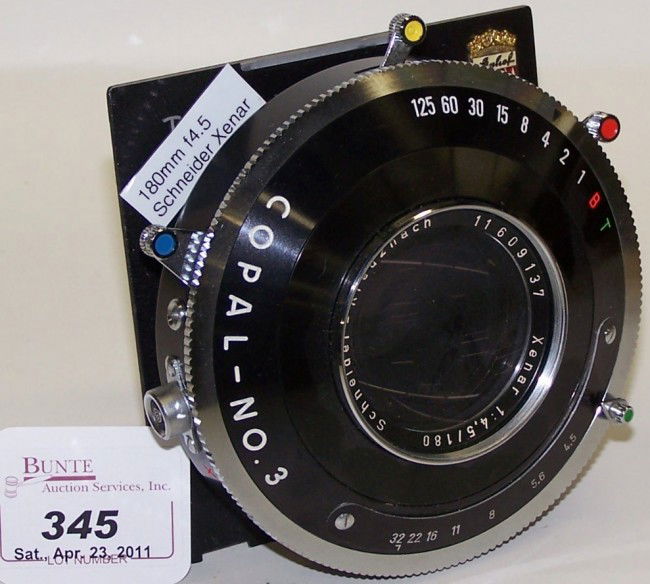 180mm f4.5
Schneider Xenar
125 60 30 15 8 4 2 1 B T
COPAL-NO.3
11609137
Xenar 1:4,5/180
Schneider
4.5 5.6 8 11 16 22 32
BUNTE
Auction Services, Inc.
345
Sat., Apr. 23, 2011
LOT NUMBER